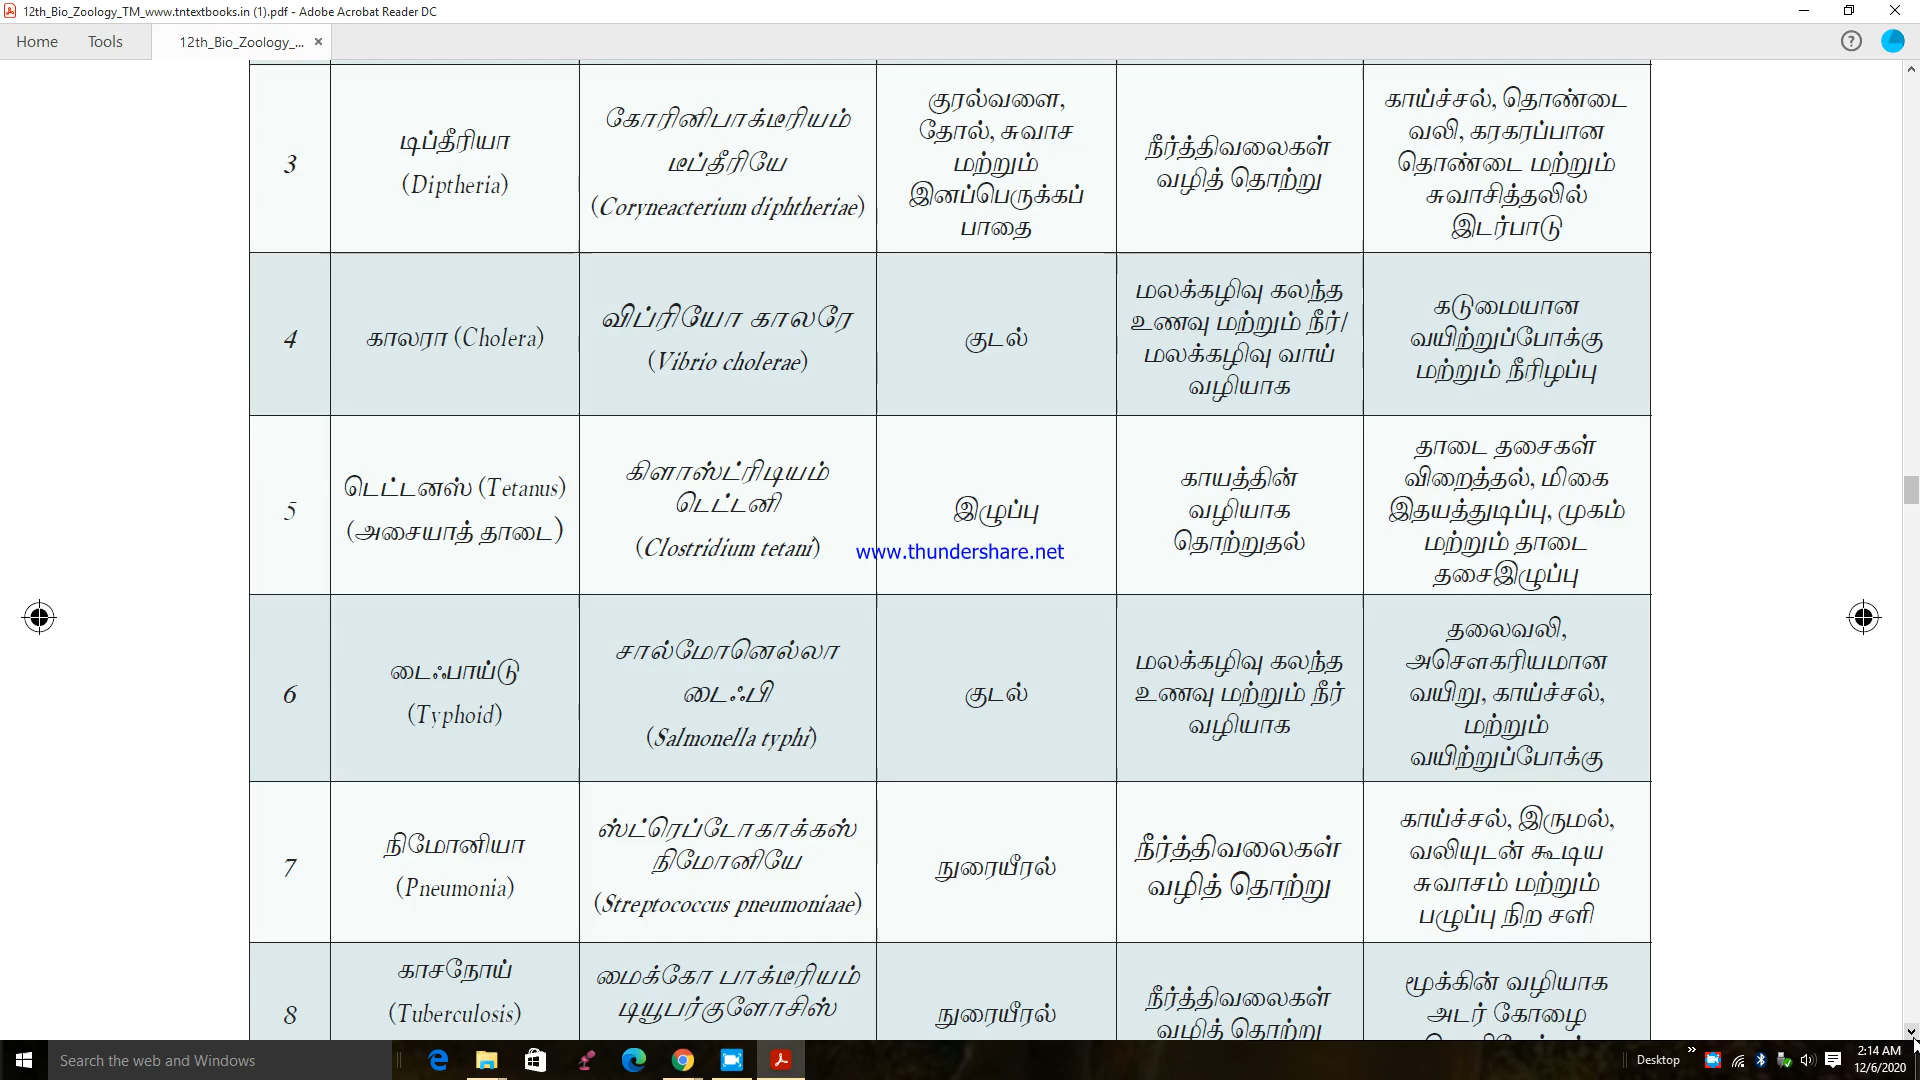 12th_Bio_Zoology_TM_www.tntextbooks.in (1).pdf - Adobe Acrobat Reader DC
Home
Tools
12th_Bio_Zoology_...
3
டிப்தீரியா
(Diptheria)
கோரினிபாக்டீரியம்
டீப்தீரியே
(Coryneacterium diphtheriae)
குரல்வளை,
தோல், சுவாச
மற்றும்
இனப்பெருக்கப்
பாதை
நீர்த்திவலைகள்
வழித் தொற்று
காய்ச்சல், தொண்டை
வலி, கரகரப்பான
தொண்டை மற்றும்
சுவாசித்தலில்
இடர்பாடு
4
காலரா (Cholera)
விப்ரியோ காலரே
(Vibrio cholerae)
குடல்
மலக்கழிவு கலந்த
உணவு மற்றும் நீர்/
மலக்கழிவு வாய்
வழியாக
கடுமையான
வயிற்றுப்போக்கு
மற்றும் நீரிழப்பு
5
டெட்டனஸ் (Tetanus)
(அசையாத் தாடை)
கிளாஸ்ட்ரிடியம்
டெட்டனி
(Clostridium tetani)
இழுப்பு
காயத்தின்
வழியாக
தொற்றுதல்
தாடை தசைகள்
விறைத்தல், மிகை
இதயத்துடிப்பு, முகம்
மற்றும் தாடை
தசைஇழுப்பு
www.thundershare.net
6
டைஃபாய்டு
(Typhoid)
சால்மோனெல்லா
டைஃபி
(Salmonella typhi)
குடல்
மலக்கழிவு கலந்த
உணவு மற்றும் நீர்
வழியாக
தலைவலி,
அசௌகரியமான
வயிறு, காய்ச்சல்,
மற்றும்
வயிற்றுப்போக்கு
7
நிமோனியா
(Pneumonia)
ஸ்ட்ரெப்டோகாக்கஸ்
நிமோனியே
(Streptococcus pneumoniaae)
நுரையீரல்
நீர்த்திவலைகள்
வழித் தொற்று
காய்ச்சல், இருமல்,
வலியுடன் கூடிய
சுவாசம் மற்றும்
பழுப்பு நிற சளி
8
காசநோய்
(Tuberculosis)
மைக்கோ பாக்டீரியம்
டியூபர்குளோசிஸ்
நுரையீரல்
நீர்த்திவலைகள்
வழித் தொற்று
மூக்கின் வழியாக
அடர் கோழை
Search the web and Windows
Desktop
2:14 AM
12/6/2020